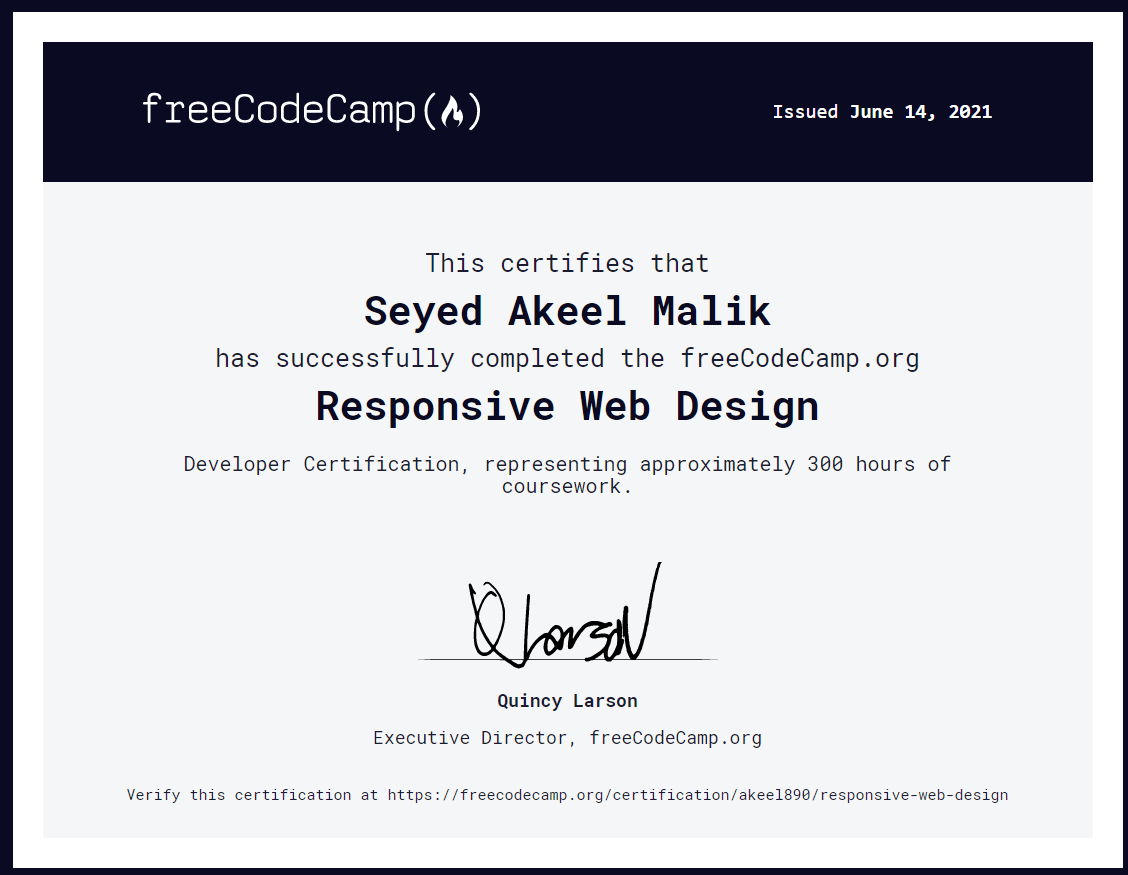 freeCodeCamp(🔥)
Issued June 14, 2021
This certifies that
Seyed Akeel Malik
has successfully completed the freeCodeCamp.org
Responsive Web Design
Developer Certification, representing approximately 300 hours of
coursework.
Q Larson
Quincy Larson
Executive Director, freeCodeCamp.org
Verify this certification at https://freecodecamp.org/certification/akeel890/responsive-web-design